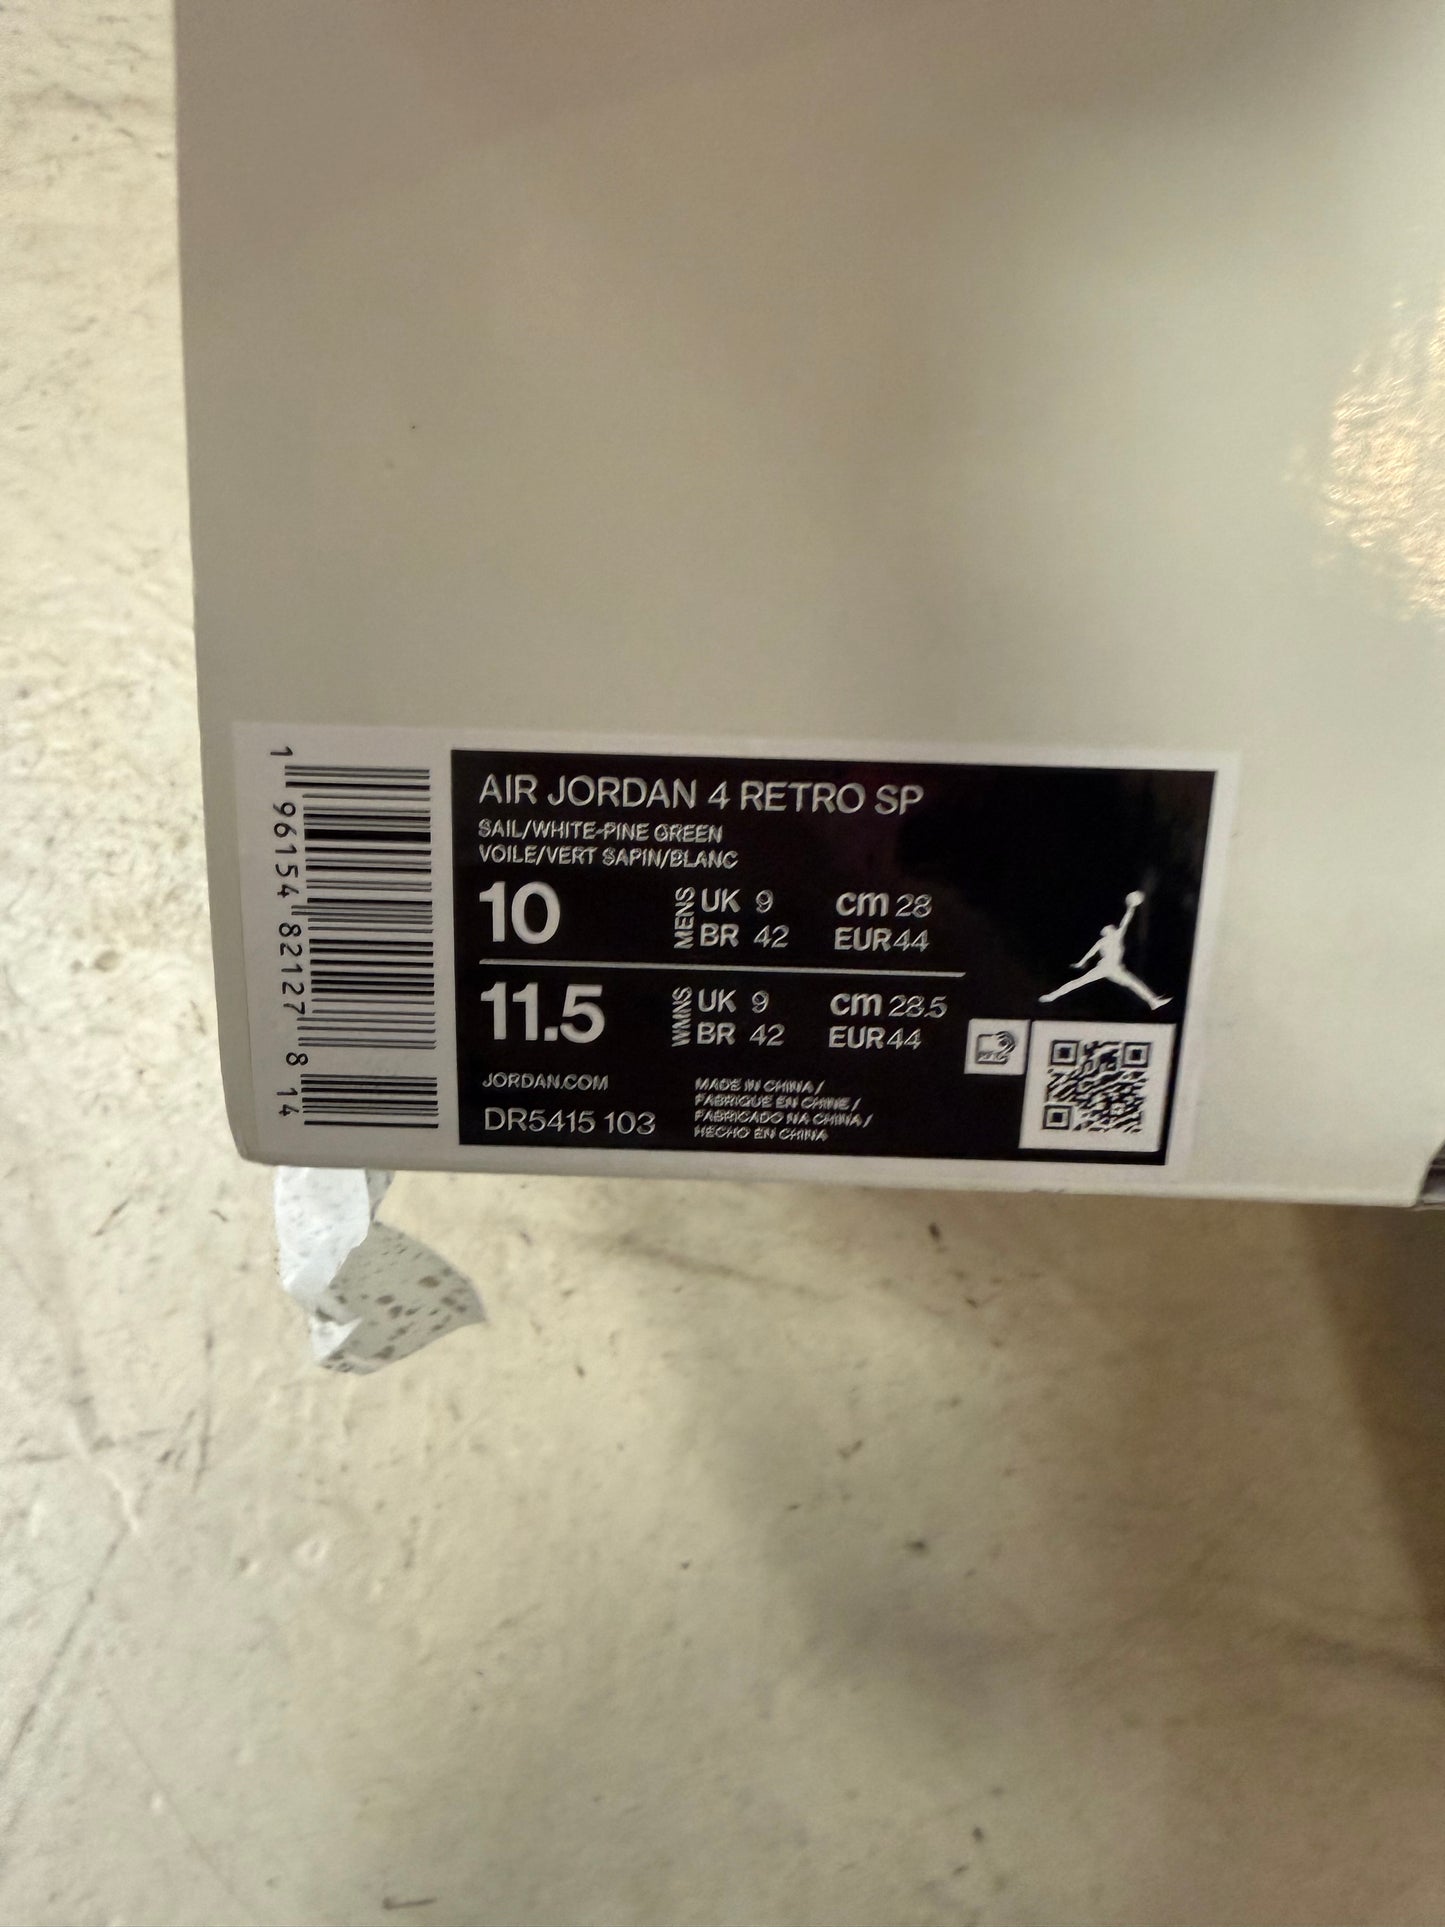 AIR JORDAN 4 RETRO SP
SAIL/WHITE-PINE GREEN
VOILE/VERT SAPIN/BLANC
10 MENS UK 9 cm 28
BR 42 EUR 44
11.5 WMNS UK 9 cm 28.5
BR 42 EUR 44
JORDAN.COM
DR5415 103
MADE IN CHINA /
FABRIQUE EN CHINE /
FABRICADO NA CHINA /
HECHO EN CHINA
1 96154 82127 8 14